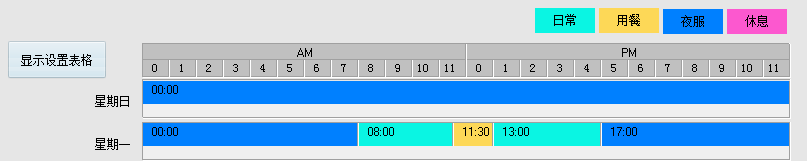 日常 用餐 夜服 休息
显示设置表格
AM PM
0 1 2 3 4 5 6 7 8 9 10 11 0 1 2 3 4 5 6 7 8 9 10 11
星期日 00:00
星期一 00:00 08:00 11:30 13:00 17:00